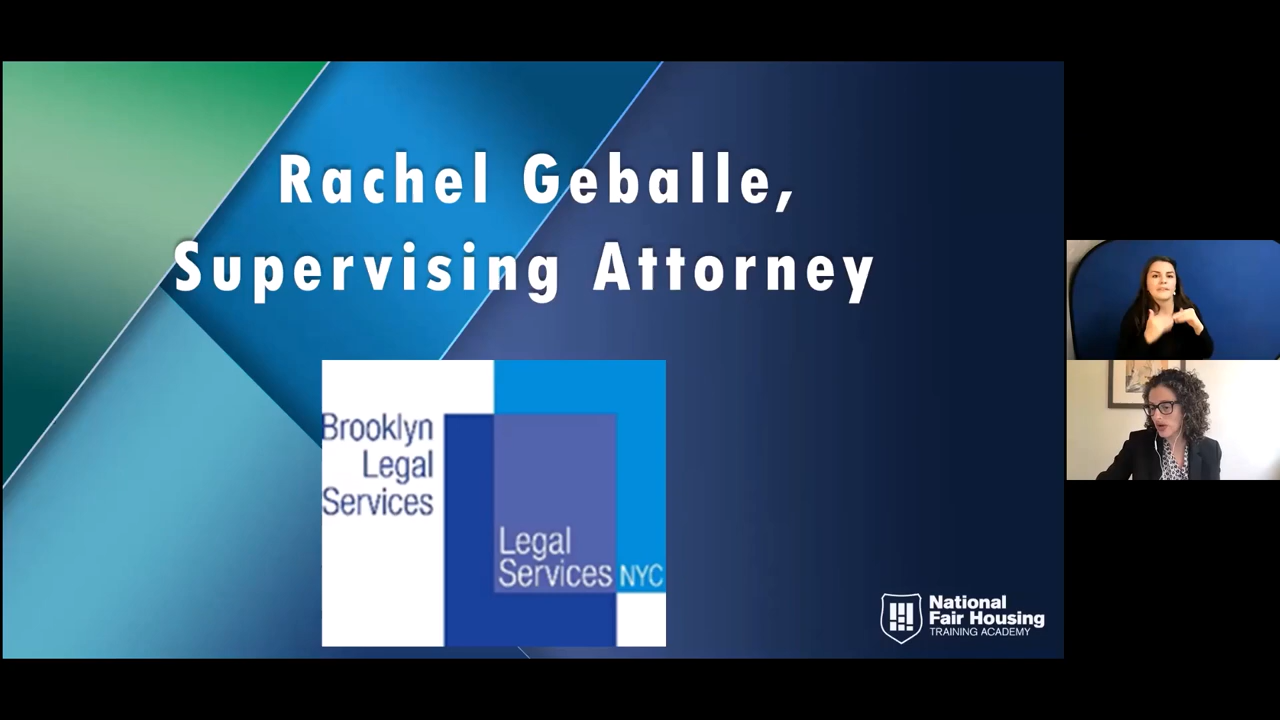 Rachel Geballe,
Supervising Attorney
Brooklyn
Legal
Services
Legal
Services NYC
National
Fair Housing
TRAINING ACADEMY